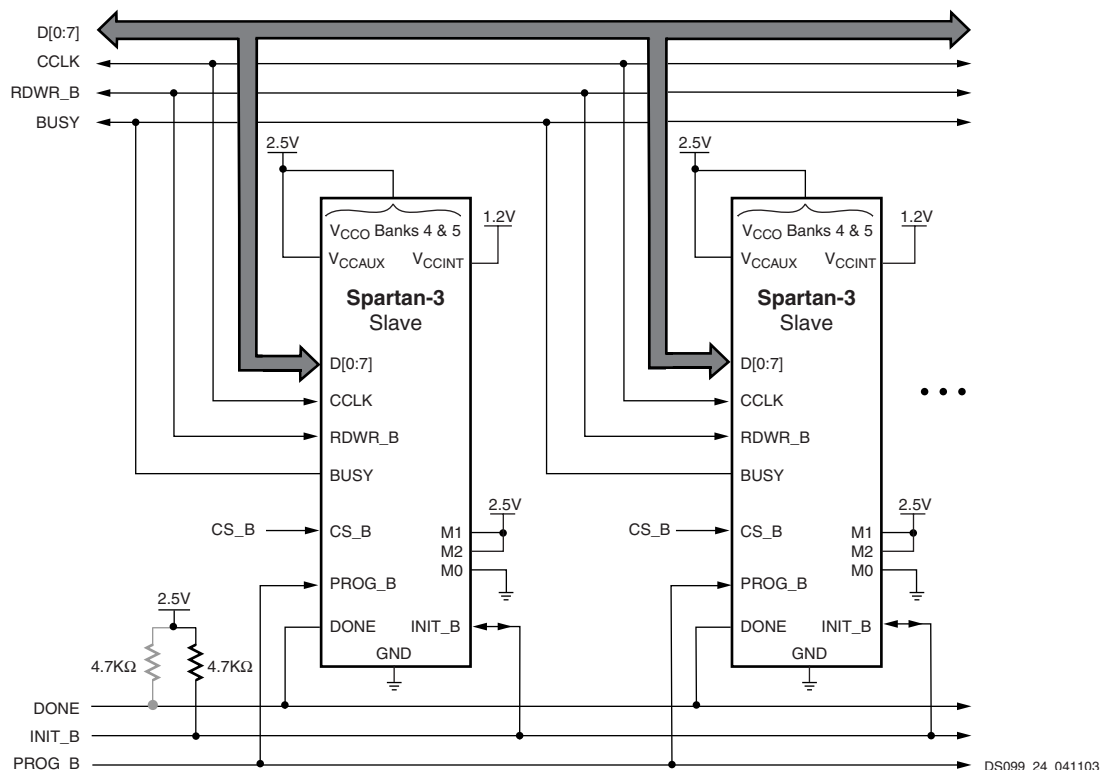 D[0:7]
CCLK
RDWR_B
BUSY
2.5V
VCCO Banks 4 & 5
1.2V
VCCAUX
VCCINT
Spartan-3
Slave
D[0:7]
CCLK
RDWR_B
BUSY
2.5V
CS_B
CS_B
M1
M2
M0
PROG_B
DONE
INIT_B
GND
2.5V
VCCO Banks 4 & 5
1.2V
VCCAUX
VCCINT
Spartan-3
Slave
D[0:7]
CCLK
RDWR_B
BUSY
2.5V
CS_B
CS_B
M1
M2
M0
PROG_B
DONE
INIT_B
GND
• • •
2.5V
4.7KΩ
4.7KΩ
DONE
INIT_B
PROG_B
DS099_24_041103